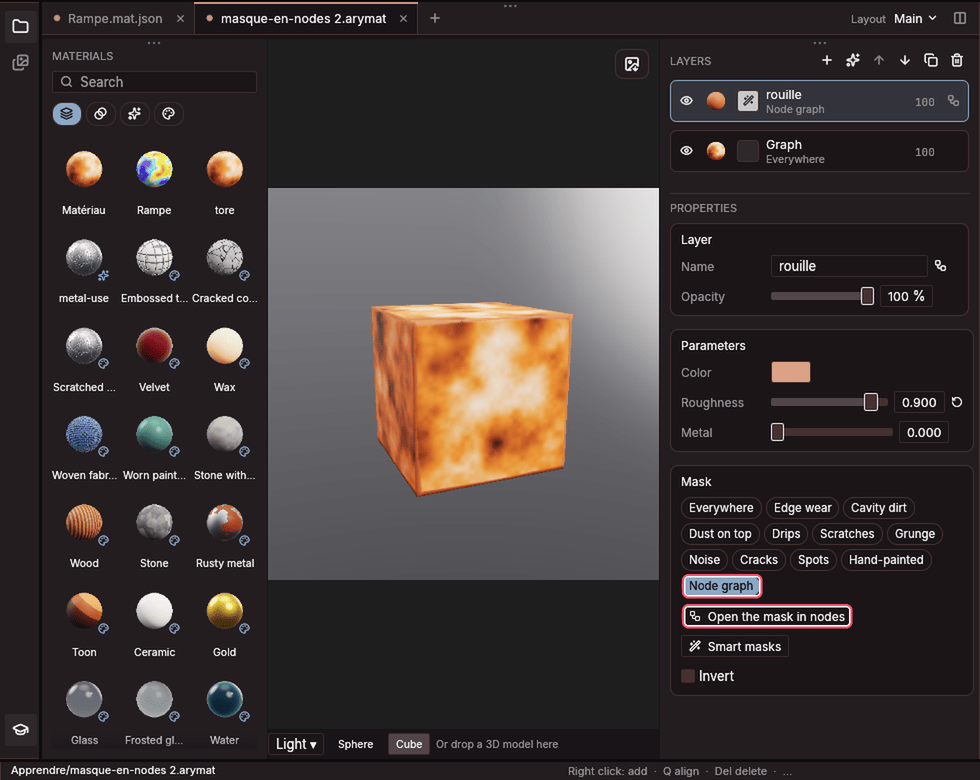 Rampe.mat.json
masque-en-nodes 2.arymat
Layout Main
MATERIALS
Search
Matériau
Rampe
tore
metal-use
Embossed t...
Cracked co...
Scratched ...
Velvet
Wax
Woven fabr...
Worn paint...
Stone with...
Wood
Stone
Rusty metal
Toon
Ceramic
Gold
Glass
Frosted gl...
Water
Light
Sphere
Cube
Or drop a 3D model here
LAYERS
rouille
Node graph
100
Graph
Everywhere
100
PROPERTIES
Layer
Name
rouille
Opacity
100 %
Parameters
Color
Roughness
0.900
Metal
0.000
Mask
Everywhere
Edge wear
Cavity dirt
Dust on top
Drips
Scratches
Grunge
Noise
Cracks
Spots
Hand-painted
Node graph
Open the mask in nodes
Smart masks
Invert
Apprendre/masque-en-nodes 2.arymat
Right click: add · Q align · Del delete · ...